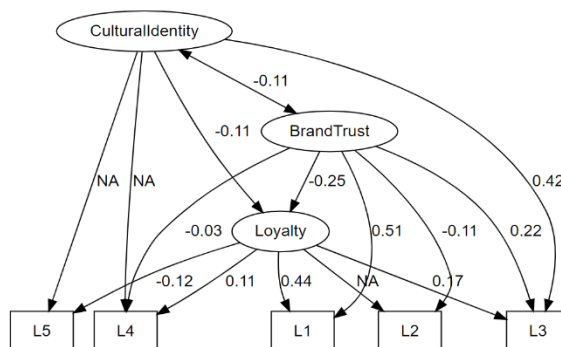 CulturalIdentity
-0.11
BrandTrust
-0.11
NA
NA
-0.25
0.42
Loyalty
-0.03
0.51
-0.11
0.22
-0.12
0.11
0.44
NA
0.17
L5
L4
L1
L2
L3